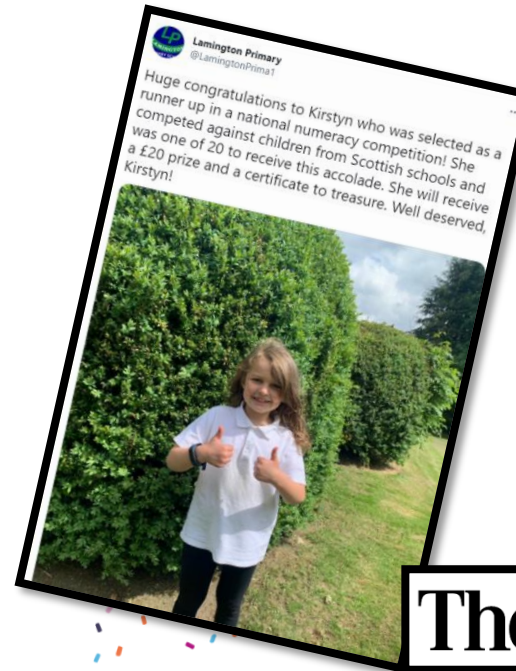 LP
LAMINGTON
Lamington Primary
@LamingtonPrima1
...
Huge congratulations to Kirstyn who was selected as a
runner up in a national numeracy competition! She
competed against children from Scottish schools and
was one of 20 to receive this accolade. She will receive
a £20 prize and a certificate to treasure. Well deserved,
Kirstyn!
The